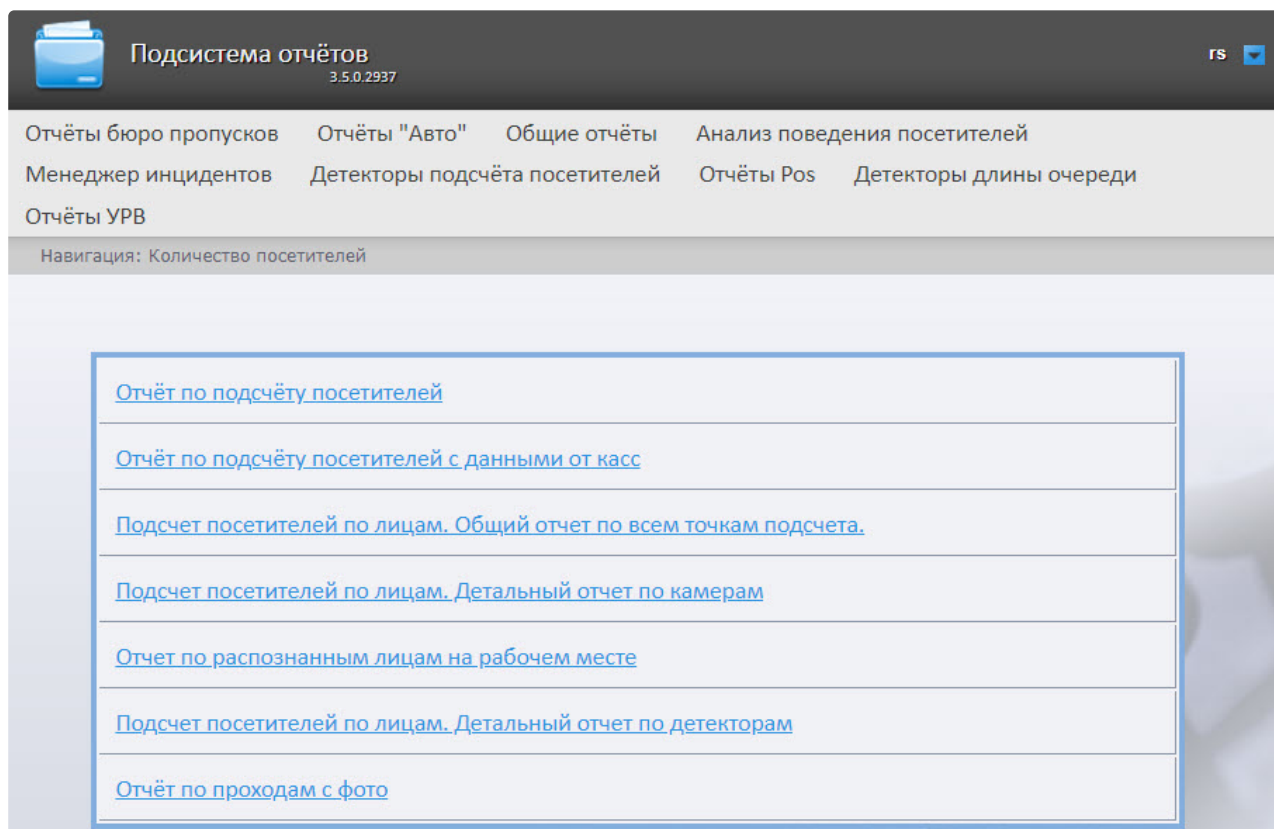 Подсистема отчётов
3.5.0.2937
rs
Отчёты бюро пропусков Отчёты "Авто" Общие отчёты Анализ поведения посетителей
Менеджер инцидентов Детекторы подсчёта посетителей Отчёты Pos Детекторы длины очереди
Отчёты УРВ
Навигация: Количество посетителей
Отчёт по подсчёту посетителей
Отчёт по подсчёту посетителей с данными от касс
Подсчет посетителей по лицам. Общий отчет по всем точкам подсчета.
Подсчет посетителей по лицам. Детальный отчет по камерам
Отчет по распознанным лицам на рабочем месте
Подсчет посетителей по лицам. Детальный отчет по детекторам
Отчёт по проходам с фото